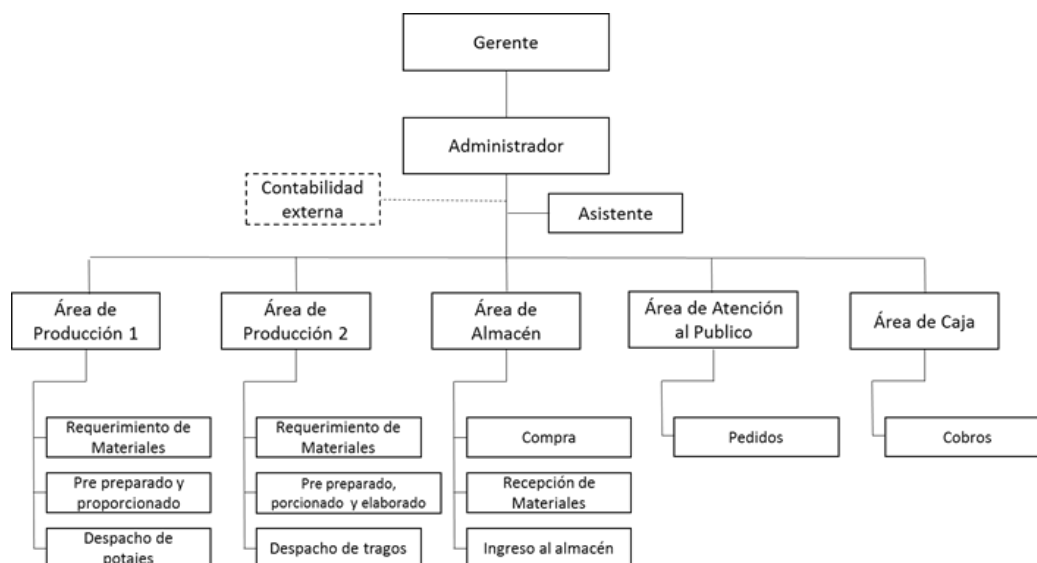 Gerente
Administrador
Contabilidad
externa
Asistente
Área de
Producción 1
Área de
Producción 2
Área de
Almacén
Área de Atención
al Publico
Área de Caja
Requerimiento de
Materiales
Pre preparado y
proporcionado
Despacho de
potajes
Requerimiento de
Materiales
Pre preparado,
porcionado y elaborado
Despacho de tragos
Compra
Recepción de
Materiales
Ingreso al almacén
Pedidos
Cobros